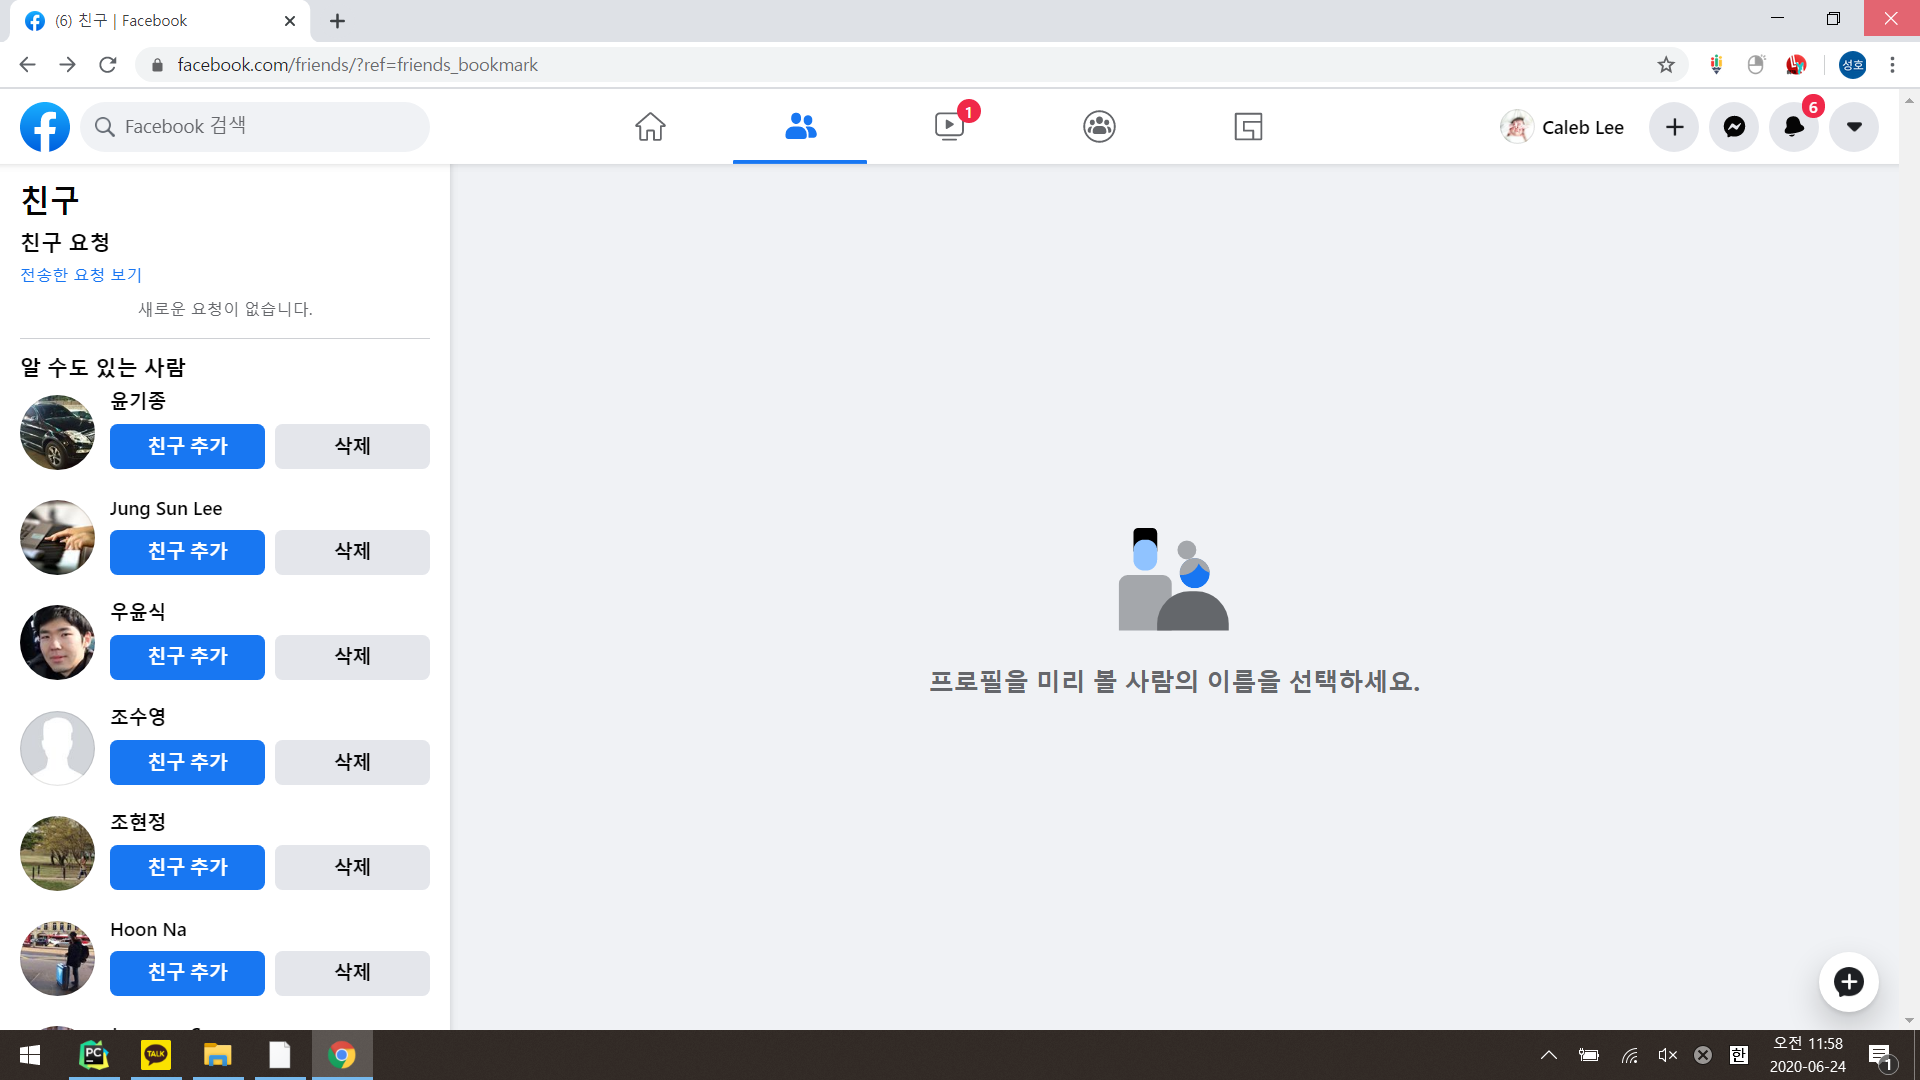 (6) 친구 | Facebook
facebook.com/friends/?ref=friends_bookmark
성호
Facebook 검색
1
Caleb Lee
6
친구
친구 요청
전송한 요청 보기
새로운 요청이 없습니다.
알 수도 있는 사람
윤기종
친구 추가 삭제
Jung Sun Lee
친구 추가 삭제
우윤식
친구 추가 삭제
조수영
친구 추가 삭제
조현정
친구 추가 삭제
Hoon Na
친구 추가 삭제
프로필을 미리 볼 사람의 이름을 선택하세요.
PC
TALK
한
오전 11:58
2020-06-24
1